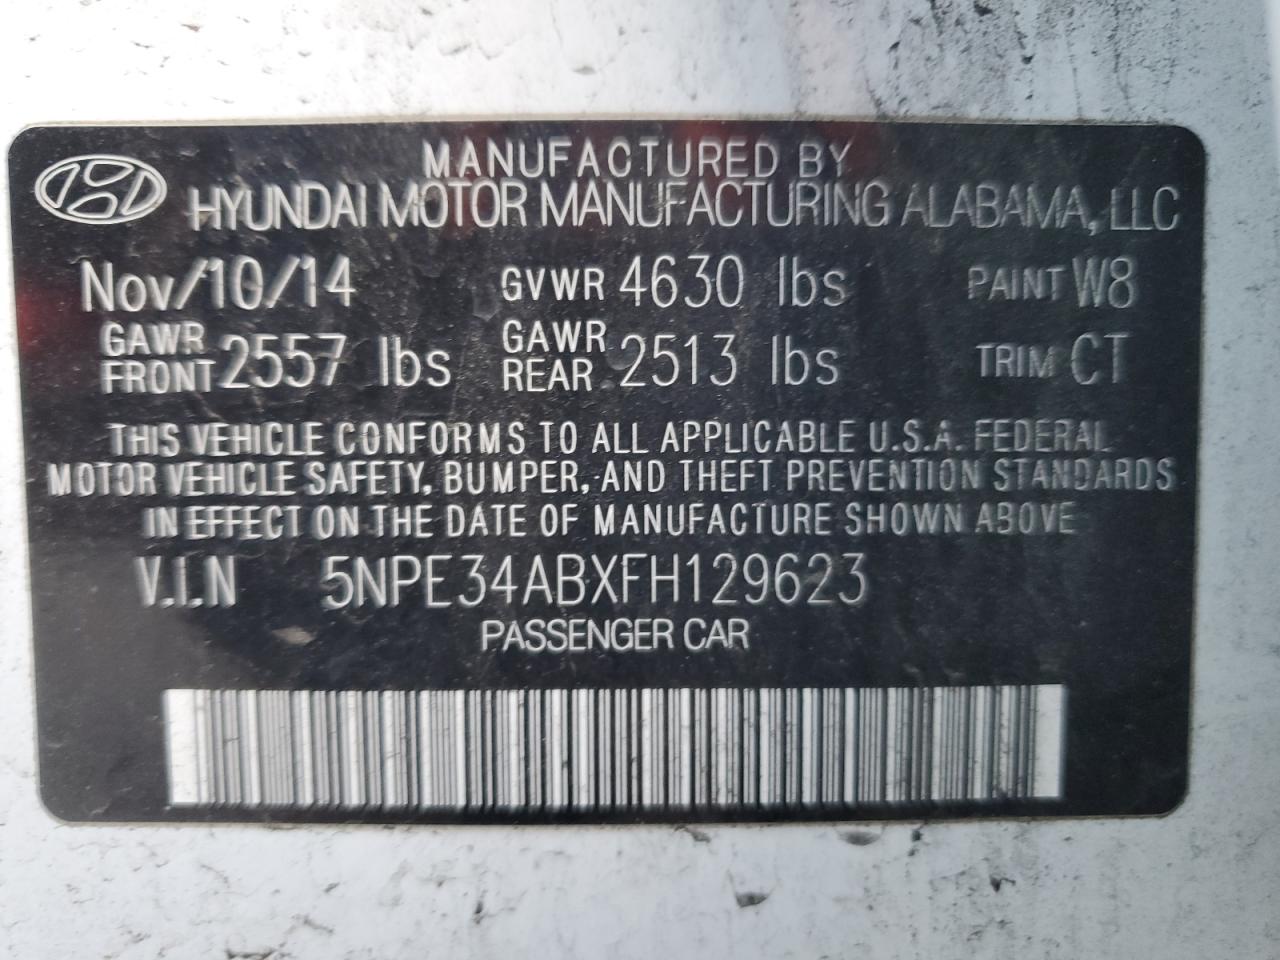 MANUFACTURED BY
HYUNDAI MOTOR MANUFACTURING ALABAMA, LLC
Nov/10/14 GVWR 4630 lbs PAINT W8
GAWR FRONT 2557 lbs GAWR REAR 2513 lbs TRIM CT
THIS VEHICLE CONFORMS TO ALL APPLICABLE U.S.A. FEDERAL
MOTOR VEHICLE SAFETY, BUMPER, AND THEFT PREVENTION STANDARDS
IN EFFECT ON THE DATE OF MANUFACTURE SHOWN ABOVE
V.I.N 5NPE34ABXFH129623
PASSENGER CAR